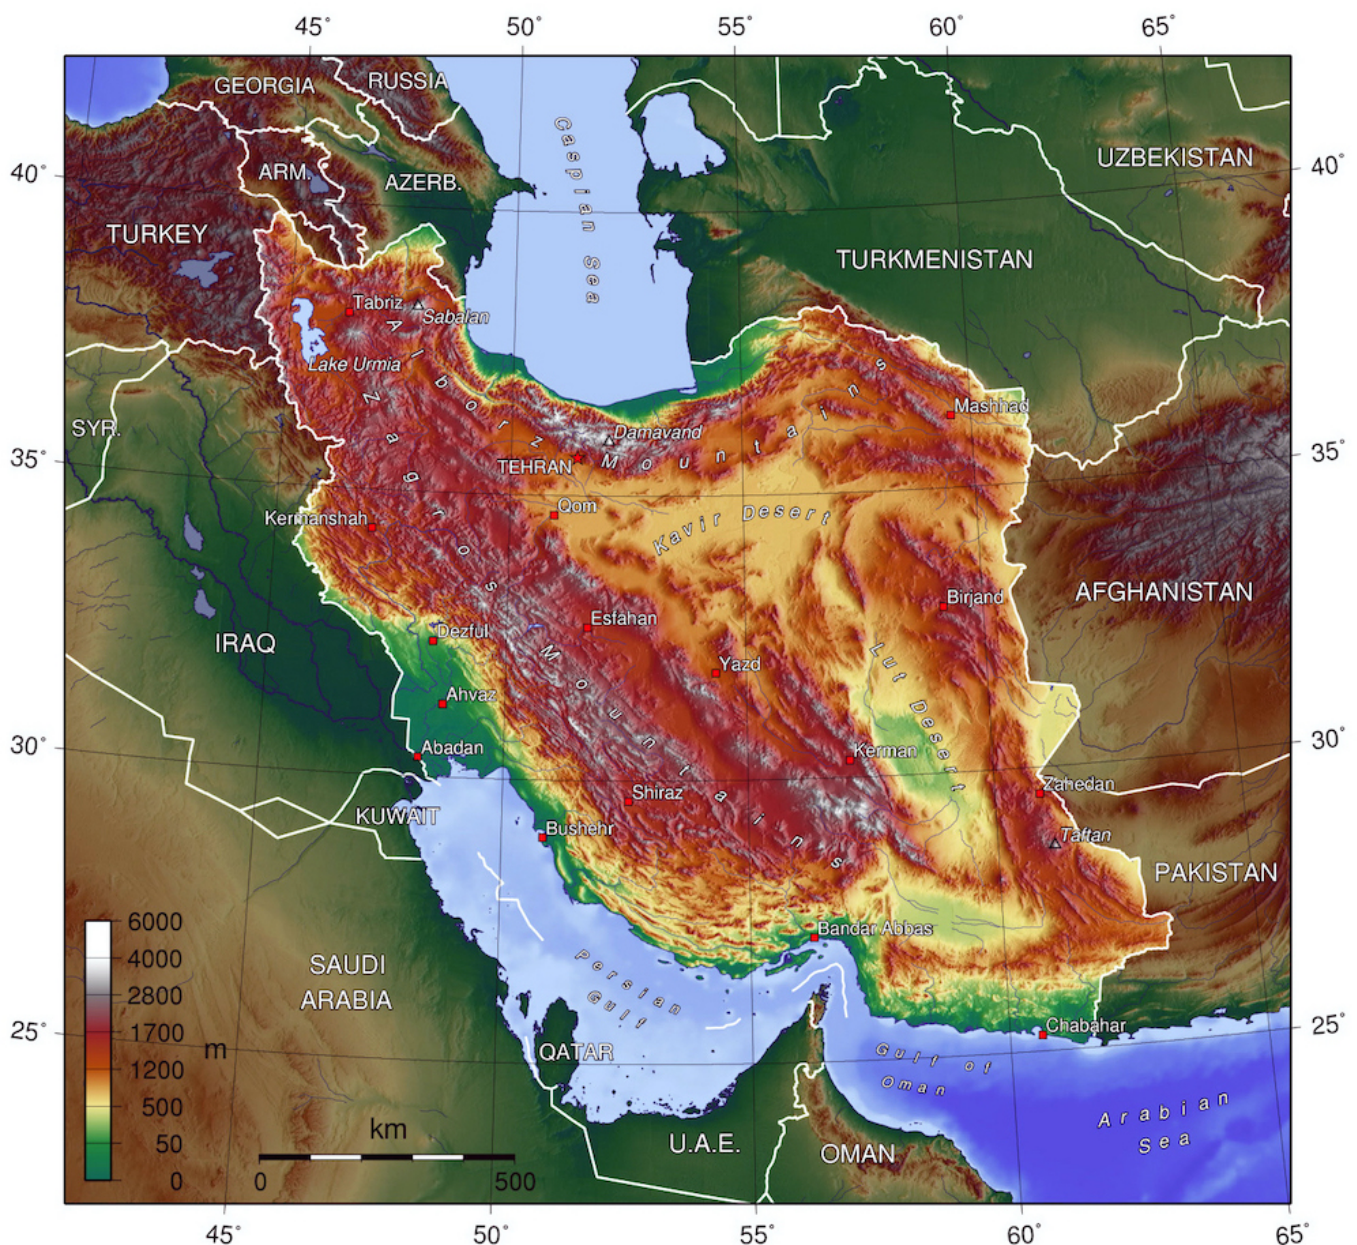 45°
50°
55°
60°
65°
GEORGIA
RUSSIA
40°
ARM.
AZERB.
Caspian Sea
UZBEKISTAN
40°
TURKEY
TURKMENISTAN
Tabriz
Sabalan
Lake Urmia
Alborz Mountains
Mashhad
SYR.
Damavand
35°
TEHRAN
35°
Qom
Kavir Desert
Kermanshah
Zagros Mountains
AFGHANISTAN
Birjand
Esfahan
IRAQ
Dezful
Yazd
Lut Desert
Ahvaz
30°
Abadan
Kerman
30°
KUWAIT
Shiraz
Zahedan
Bushehr
Taftan
PAKISTAN
Bandar Abbas
SAUDI
ARABIA
Persian
Gulf
25°
Chabahar
25°
QATAR
Gulf of
Oman
Arabian
Sea
U.A.E.
OMAN
6000
4000
2800
1700
m
1200
500
50
0
km
0
500
45°
50°
55°
60°
65°